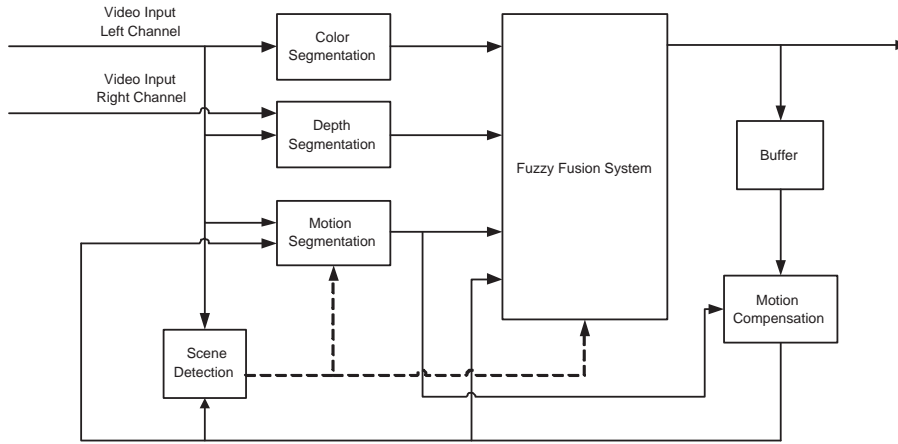 Video Input
Left Channel
Color
Segmentation
Video Input
Right Channel
Depth
Segmentation
Fuzzy Fusion System
Buffer
Motion
Segmentation
Motion
Compensation
Scene
Detection